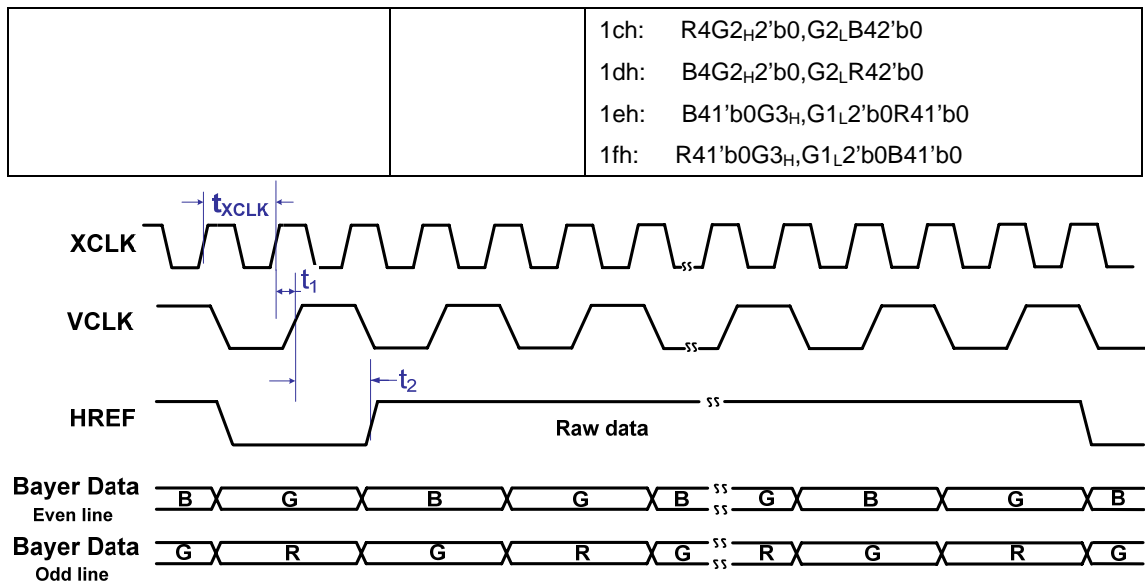 1ch: R4G2H2'b0,G2LB42'b0
1dh: B4G2H2'b0,G2LR42'b0
1eh: B41'b0G3H,G1L2'b0R41'b0
1fh: R41'b0G3H,G1L2'b0B41'b0
tXCLK
XCLK
t1
VCLK
t2
HREF
Raw data
Bayer Data B G B G B G B G B
Even line
Bayer Data G R G R G R G R G
Odd line